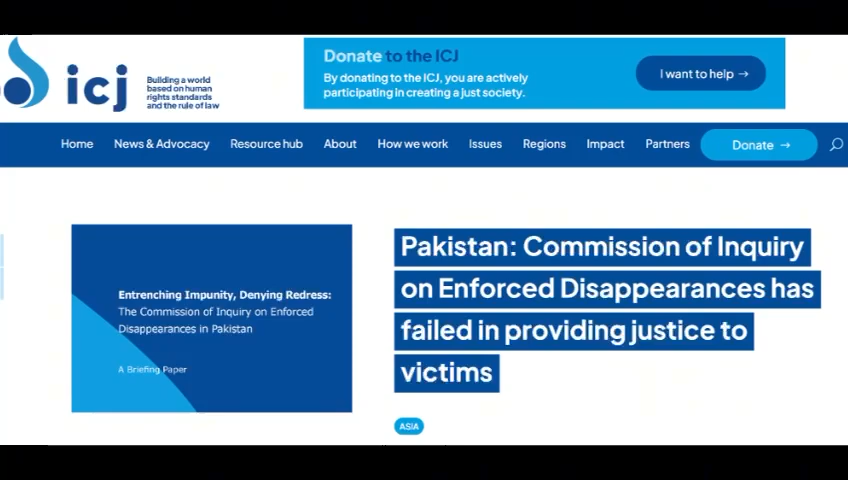 icj
Building a world
based on human
rights standards
and the rule of law
Donate to the ICJ
By donating to the ICJ, you are actively
participating in creating a just society.
I want to help →
Home News & Advocacy Resource hub About How we work Issues Regions Impact Partners Donate →
Entrenching Impunity, Denying Redress:
The Commission of Inquiry on Enforced
Disappearances in Pakistan
A Briefing Paper
Pakistan: Commission of Inquiry
on Enforced Disappearances has
failed in providing justice to
victims
ASIA